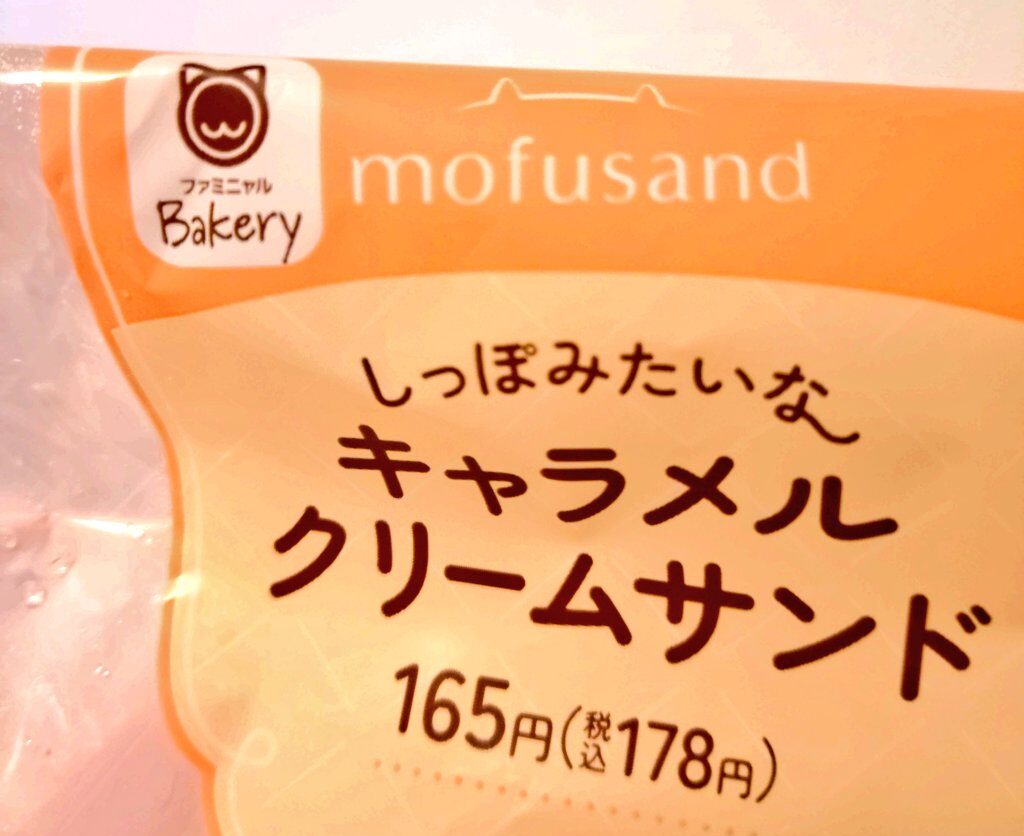 ファミニャル
Bakery
mofusand
しっぽみたいな
キャラメル
クリームサンド
165円(税込178円)